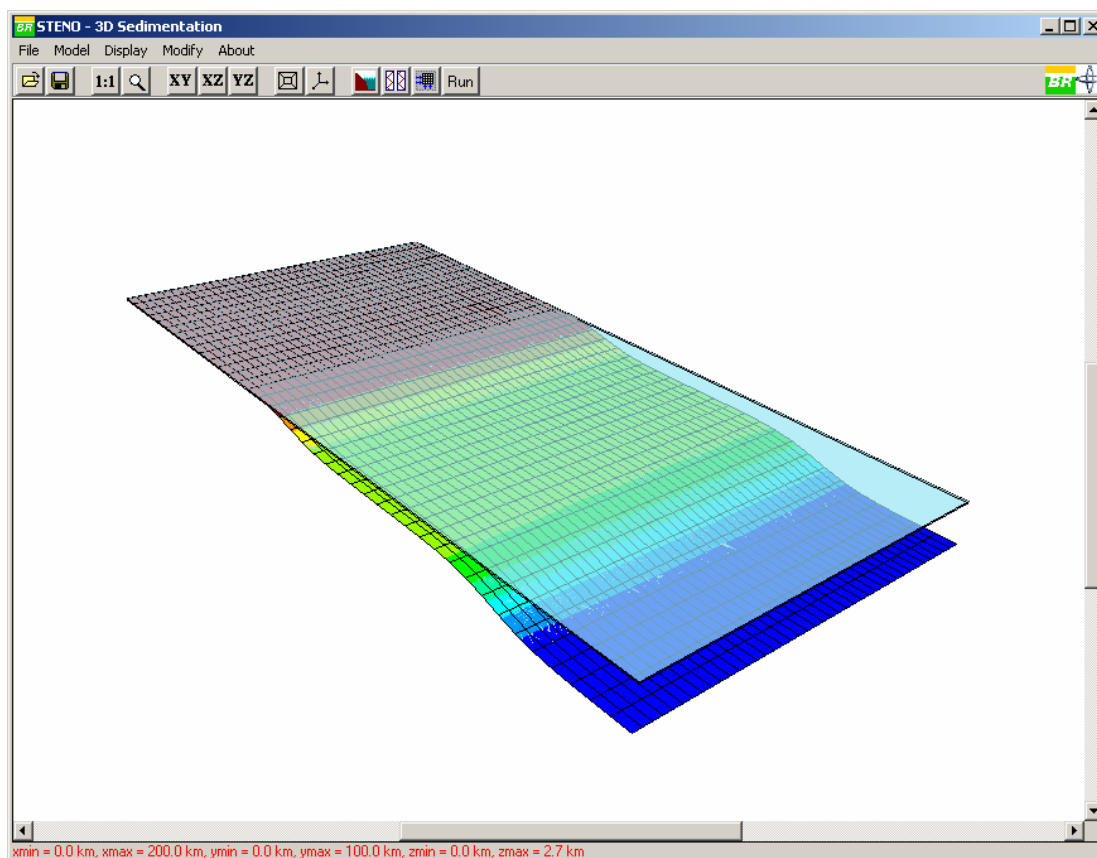 BR STENO - 3D Sedimentation
File Model Display Modify About
1:1 XY XZ YZ Run BR
xmin = 0.0 km, xmax = 200.0 km, ymin = 0.0 km, ymax = 100.0 km, zmin = 0.0 km, zmax = 2.7 km